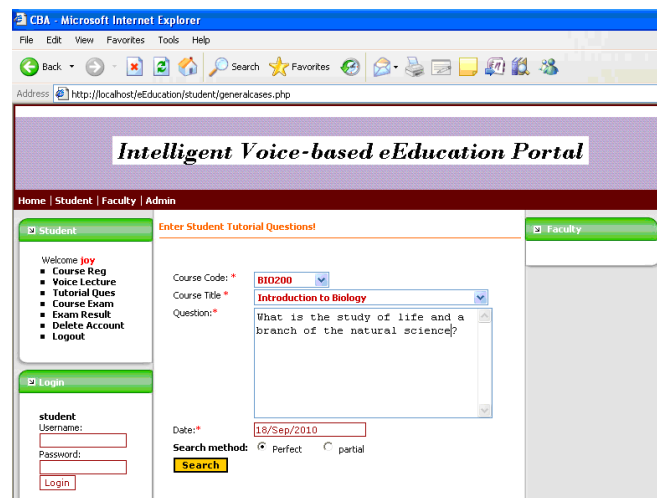 CBA - Microsoft Internet Explorer
File Edit View Favorites Tools Help
Back Search Favorites
Address http://localhost/eEducation/student/generalcases.php
Intelligent Voice-based eEducation Portal
Home | Student | Faculty | Admin
Student
Welcome joy
Course Reg
Voice Lecture
Tutorial Ques
Course Exam
Exam Result
Delete Account
Logout
Login
student
Username:
Password:
Login
Enter Student Tutorial Questions!
Course Code: * BIO200
Course Title * Introduction to Biology
Question:* What is the study of life and a
branch of the natural science?
Date:* 18/Sep/2010
Search method: Perfect partial
Search
Faculty